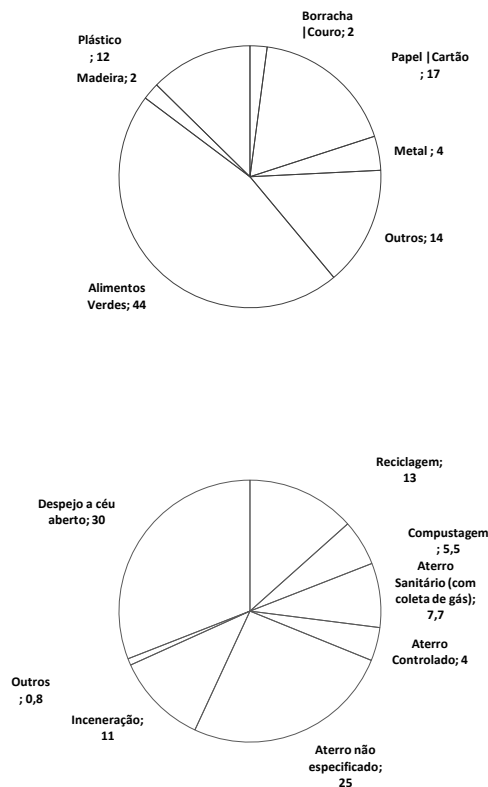 Borracha
|Couro; 2
Plástico
; 12
Papel |Cartão
; 17
Madeira; 2
Metal ; 4
Outros; 14
Alimentos
Verdes; 44
Reciclagem;
13
Despejo a céu
aberto; 30
Compustagem
; 5,5
Aterro
Sanitário (com
coleta de gás);
7,7
Aterro
Controlado; 4
Outros
; 0,8
Inceneração;
11
Aterro não
especificado;
25